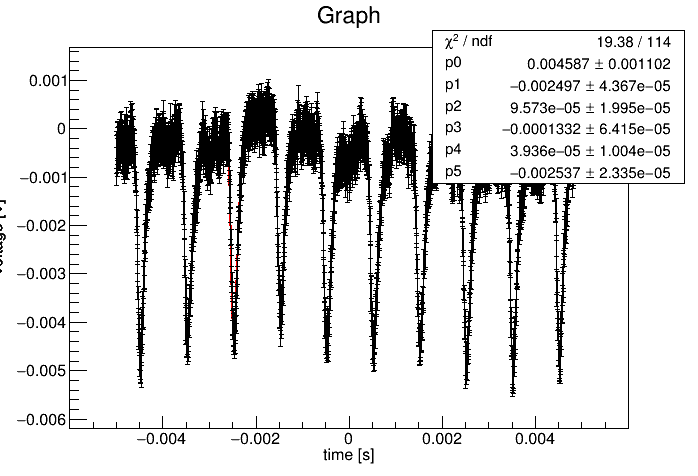 Graph
χ² / ndf 19.38 / 114
p0 0.004587 ± 0.001102
p1 −0.002497 ± 4.367e−05
p2 9.573e−05 ± 1.995e−05
p3 −0.0001332 ± 6.415e−05
p4 3.936e−05 ± 1.004e−05
p5 −0.002537 ± 2.335e−05
0.001
0
−0.001
−0.002
−0.003
−0.004
−0.005
−0.006
−0.004 −0.002 0 0.002 0.004
time [s]